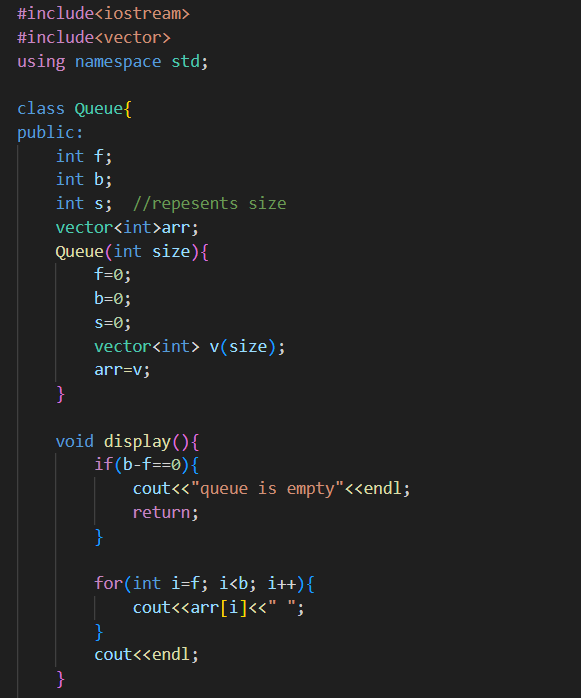 #include<iostream>
#include<vector>
using namespace std;

class Queue{
public:
    int f;
    int b;
    int s;  //repesents size
    vector<int>arr;
    Queue(int size){
        f=0;
        b=0;
        s=0;
        vector<int> v(size);
        arr=v;
    }

    void display(){
        if(b-f==0){
            cout<<"queue is empty"<<endl;
            return;
        }

        for(int i=f; i<b; i++){
            cout<<arr[i]<<" ";
        }
        cout<<endl;
    }